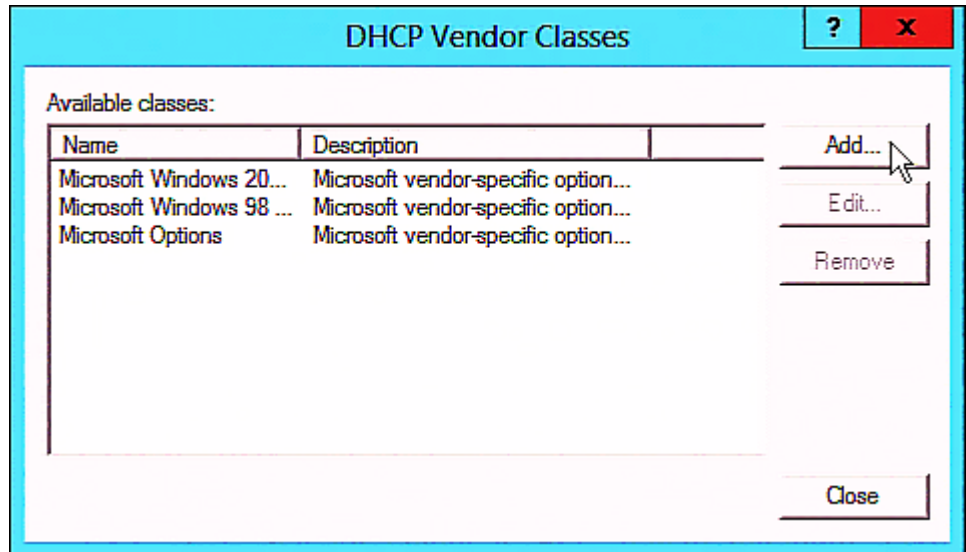 DHCP Vendor Classes
? x
Available classes:
Name Description
Add...
Microsoft Windows 20... Microsoft vendor-specific option...
Microsoft Windows 98 ... Microsoft vendor-specific option...
Edit...
Microsoft Options Microsoft vendor-specific option...
Remove
Close